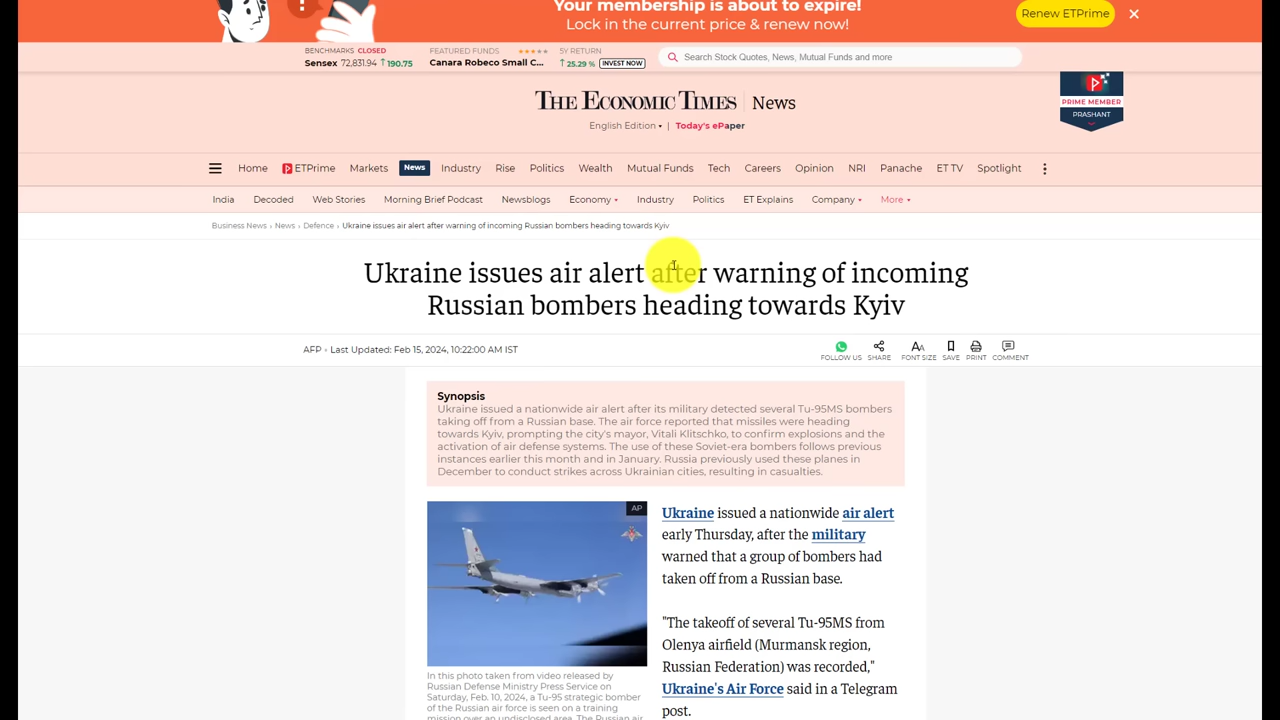 Your membership is about to expire!
Lock in the current price & renew now!
Renew ETPrime
BENCHMARKS CLOSED
Sensex 72,831.94 ↑190.75
FEATURED FUNDS ★★★★★
Canara Robeco Small C...
5Y RETURN
↑25.29 % INVEST NOW
Search Stock Quotes, News, Mutual Funds and more
THE ECONOMIC TIMES | News
English Edition | Today's ePaper
PRIME MEMBER
PRASHANT
Home ETPrime Markets News Industry Rise Politics Wealth Mutual Funds Tech Careers Opinion NRI Panache ET TV Spotlight
India Decoded Web Stories Morning Brief Podcast Newsblogs Economy Industry Politics ET Explains Company More
Business News › News › Defence › Ukraine issues air alert after warning of incoming Russian bombers heading towards Kyiv
Ukraine issues air alert after warning of incoming
Russian bombers heading towards Kyiv
AFP • Last Updated: Feb 15, 2024, 10:22:00 AM IST
FOLLOW US SHARE FONT SIZE SAVE PRINT COMMENT
Synopsis
Ukraine issued a nationwide air alert after its military detected several Tu-95MS bombers
taking off from a Russian base. The air force reported that missiles were heading
towards Kyiv, prompting the city's mayor, Vitali Klitschko, to confirm explosions and the
activation of air defense systems. The use of these Soviet-era bombers follows previous
instances earlier this month and in January. Russia previously used these planes in
December to conduct strikes across Ukrainian cities, resulting in casualties.
AP
In this photo taken from video released by
Russian Defense Ministry Press Service on
Saturday, Feb. 10, 2024, a Tu-95 strategic bomber
of the Russian air force is seen on a training
mission over an undisclosed area. The Russian air
Ukraine issued a nationwide air alert
early Thursday, after the military
warned that a group of bombers had
taken off from a Russian base.
"The takeoff of several Tu-95MS from
Olenya airfield (Murmansk region,
Russian Federation) was recorded,"
Ukraine's Air Force said in a Telegram
post.